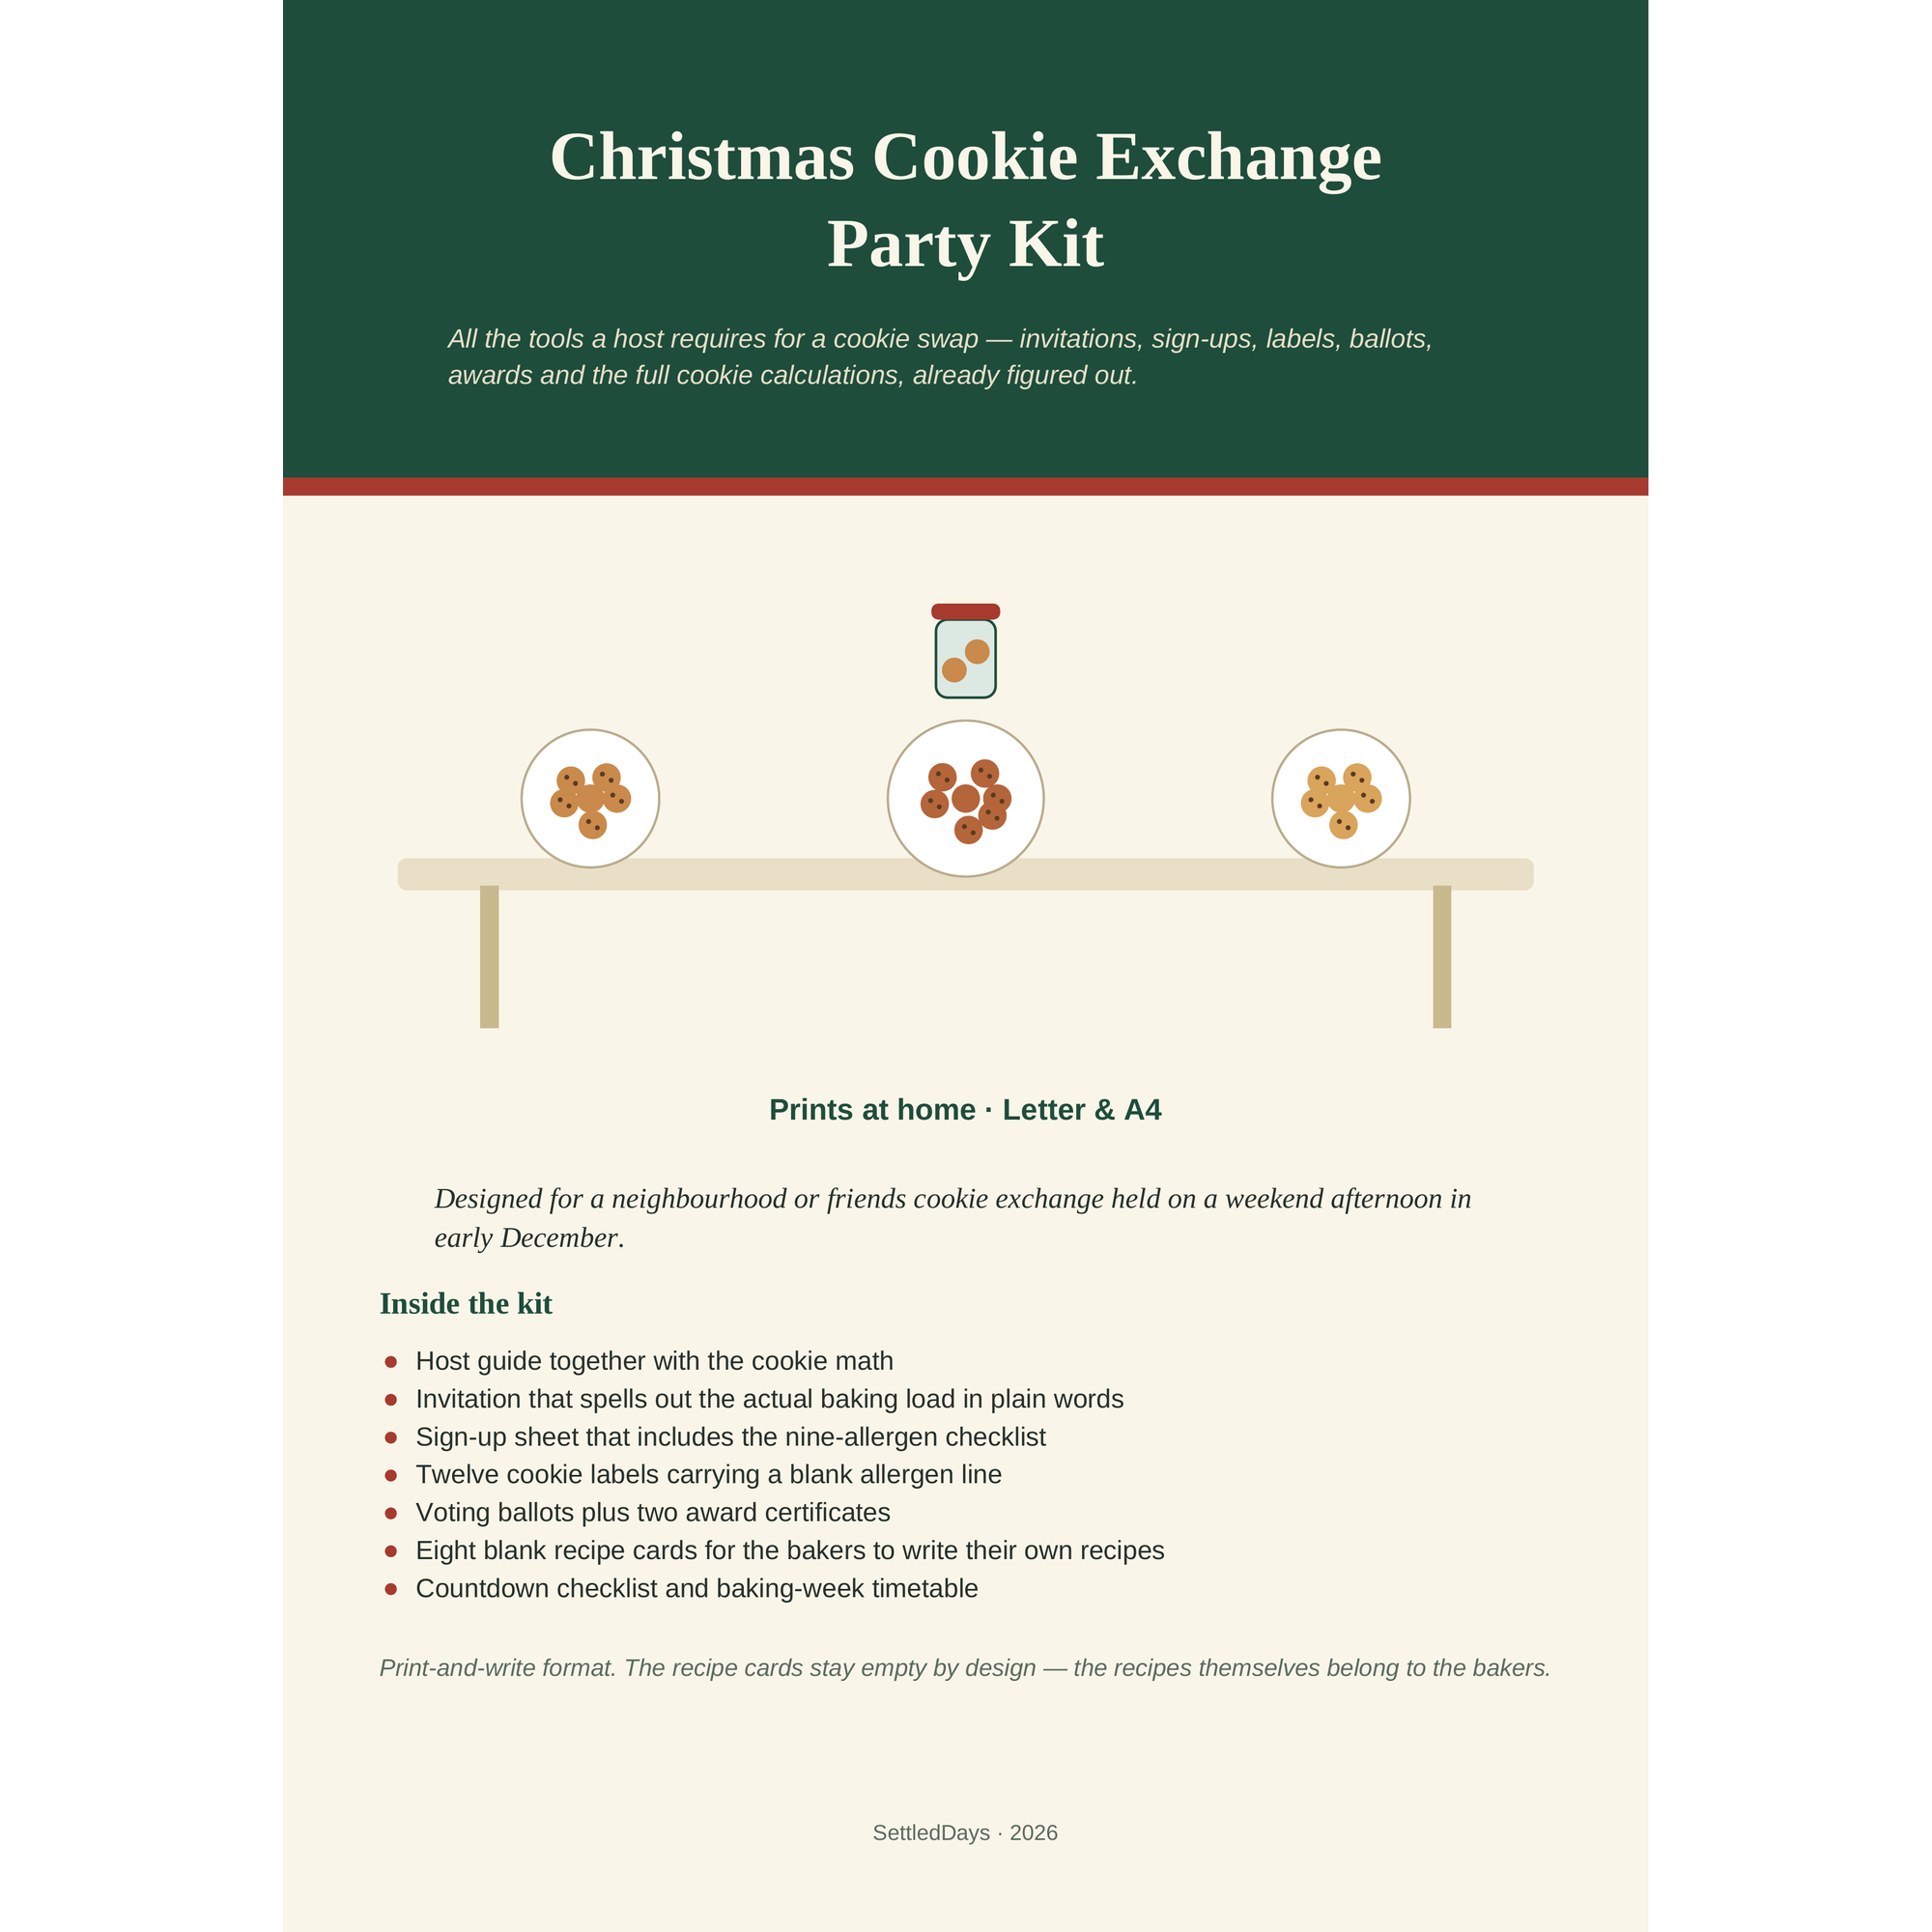 Christmas Cookie Exchange
Party Kit
All the tools a host requires for a cookie swap — invitations, sign-ups, labels, ballots,
awards and the full cookie calculations, already figured out.
Prints at home · Letter & A4
Designed for a neighbourhood or friends cookie exchange held on a weekend afternoon in
early December.
Inside the kit
● Host guide together with the cookie math
● Invitation that spells out the actual baking load in plain words
● Sign-up sheet that includes the nine-allergen checklist
● Twelve cookie labels carrying a blank allergen line
● Voting ballots plus two award certificates
● Eight blank recipe cards for the bakers to write their own recipes
● Countdown checklist and baking-week timetable
Print-and-write format. The recipe cards stay empty by design — the recipes themselves belong to the bakers.
SettledDays · 2026